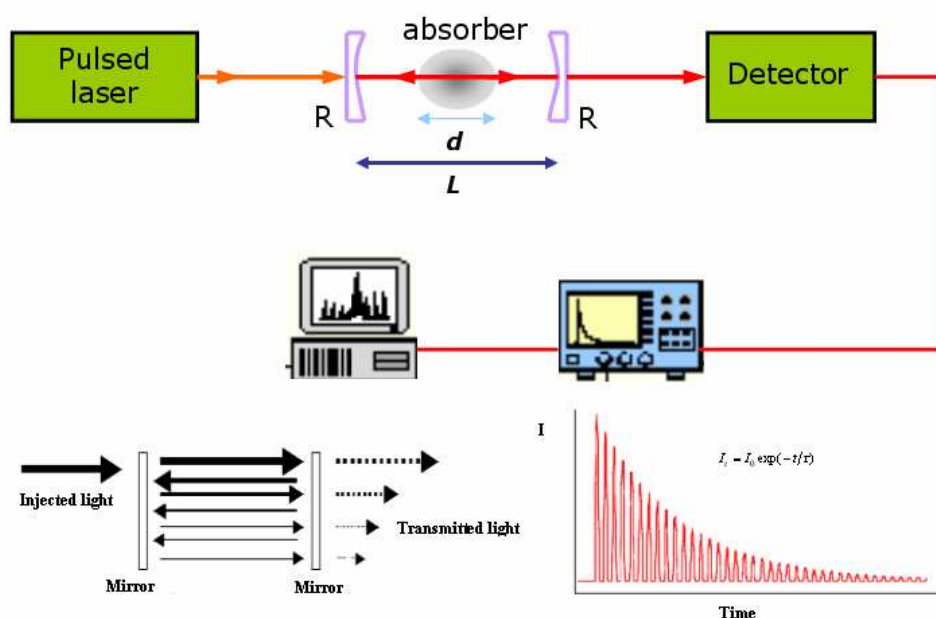 absorber
Pulsed
laser
Detector
R
R
d
L
I
I_t = I_0 exp(-t/τ)
Injected light
Transmitted light
Mirror
Mirror
Time